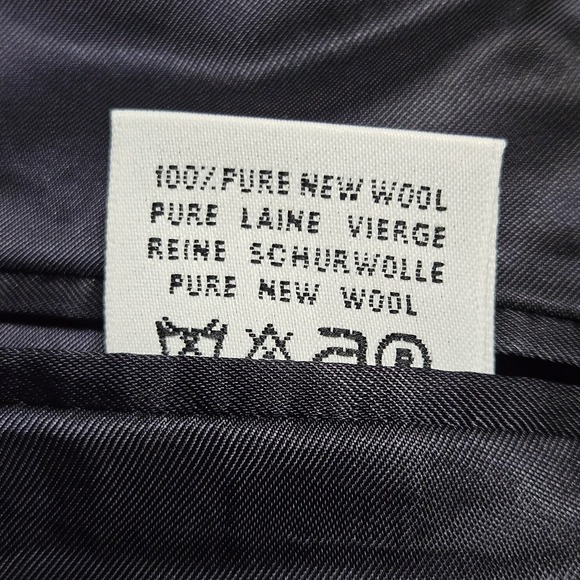 100% PURE NEW WOOL
PURE LAINE VIERGE
REINE SCHURWOLLE
PURE NEW WOOL